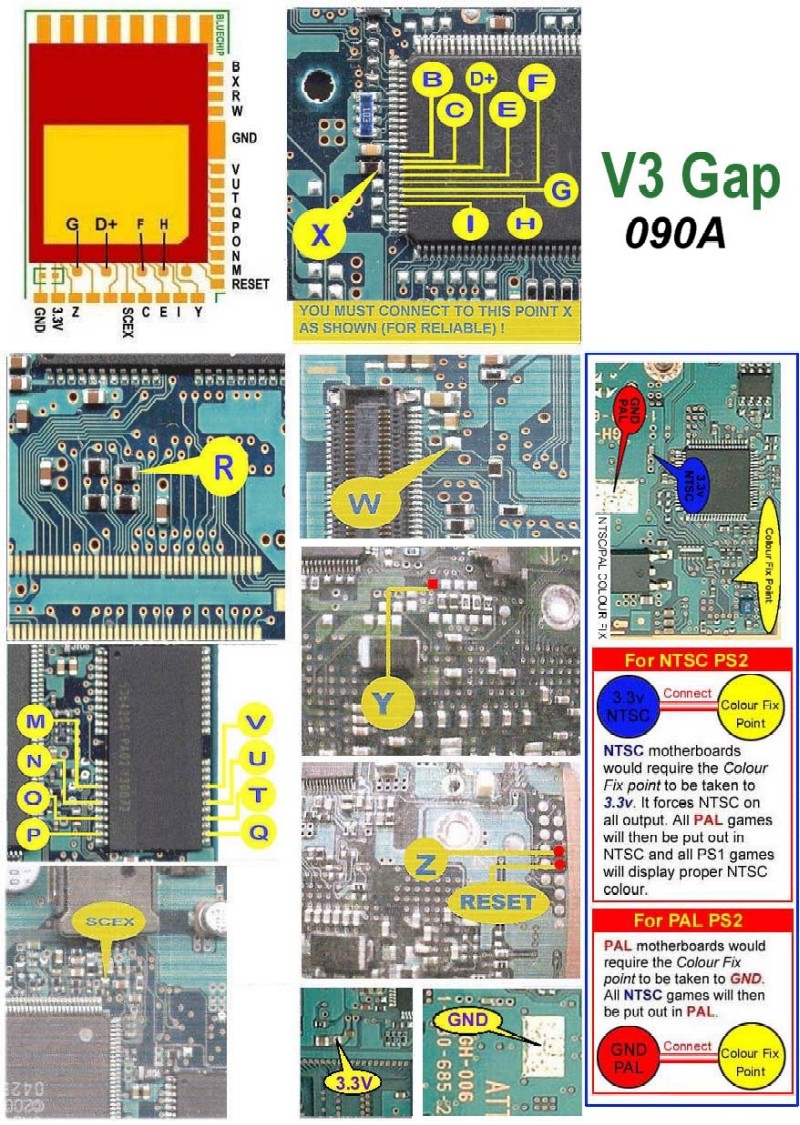 BLUECHIP
B
X
R
W
GND
V
U
T
Q
P
O
N
M
RESET
G D+ F H
GND 3.3V Z SCEX C E I Y
B
C
D+
E
F
G
H
I
X
YOU MUST CONNECT TO THIS POINT X
AS SHOWN (FOR RELIABLE) !
V3 Gap
090A
R
W
Y
GND
PAL
3.3v
NTSC
Colour Fix Point
NTSC/PAL COLOUR FIX
M
N
O
P
V
U
T
Q
Z
RESET
SCEX
3.3V
GND
GH-006
ATT
For NTSC PS2
3.3v
NTSC
Connect
Colour Fix
Point
NTSC motherboards
would require the Colour
Fix point to be taken to
3.3v. It forces NTSC on
all output. All PAL games
will then be put out in
NTSC and all PS1 games
will display proper NTSC
colour.
For PAL PS2
PAL motherboards would
require the Colour Fix
point to be taken to GND.
All NTSC games will then
be put out in PAL.
GND
PAL
Connect
Colour Fix
Point